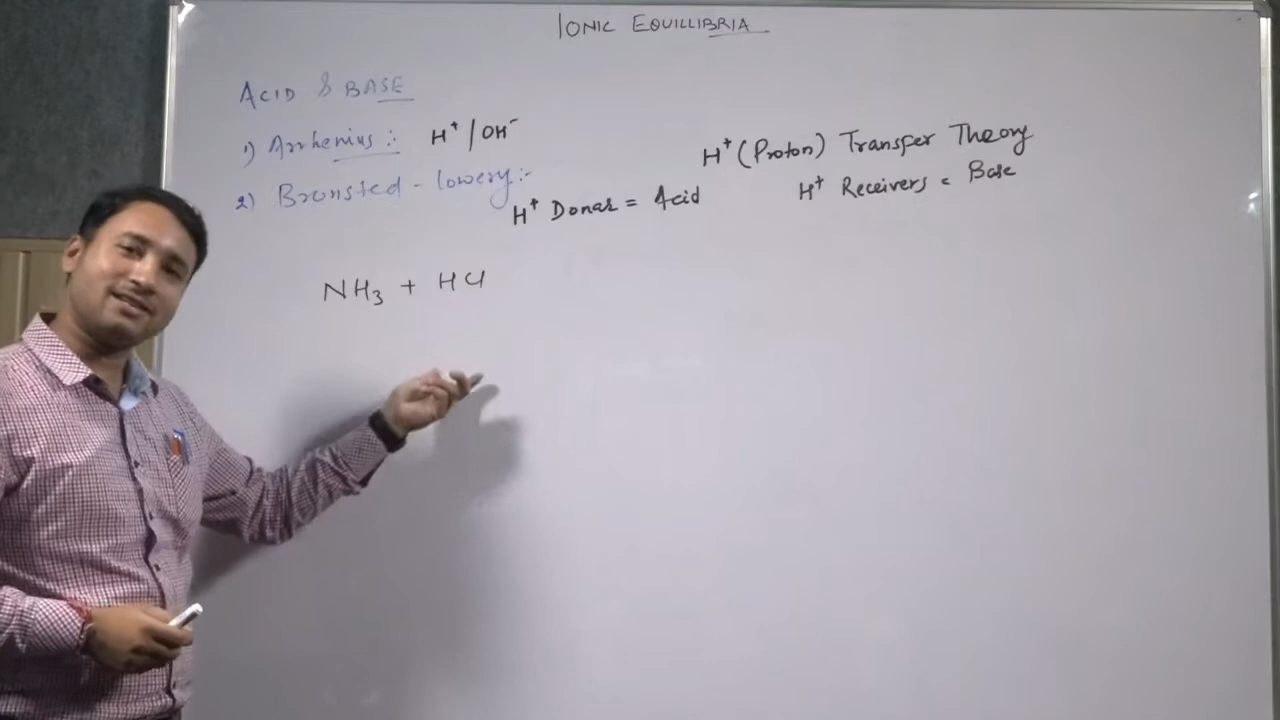 IONIC EQUILLIBRIA
ACID & BASE
1) Arrhenius :- H⁺ / OH⁻
H⁺ (Proton) Transfer Theory
2) Bronsted - lowery :-
H⁺ Donar = Acid
H⁺ Receivers = Base
NH₃ + HCl